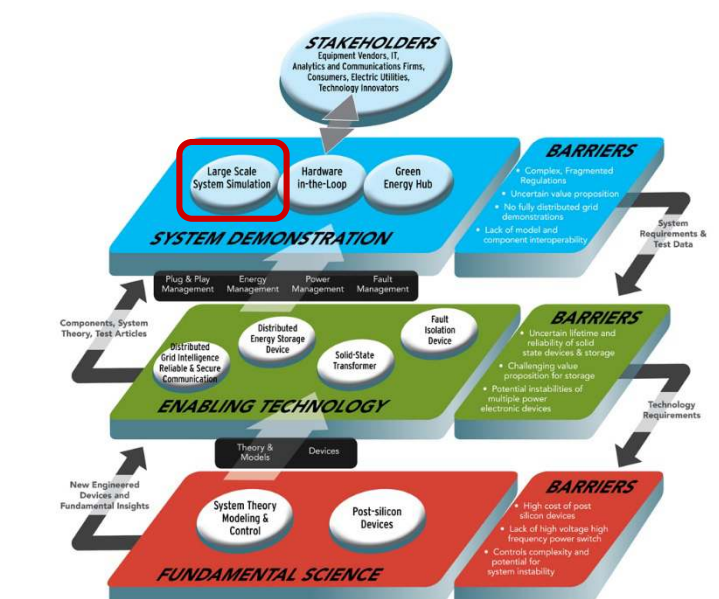 STAKEHOLDERS
Equipment Vendors, IT,
Analytics and Communications Firms,
Consumers, Electric Utilities,
Technology Innovators
Large Scale
System Simulation
Hardware
in-the-Loop
Green
Energy Hub
SYSTEM DEMONSTRATION
BARRIERS
• Complex, Fragmented
Regulations
• Uncertain value proposition
• No fully distributed grid
demonstrations
• Lack of model and
component interoperability
System
Requirements &
Test Data
Plug & Play
Management
Energy
Management
Power
Management
Fault
Management
Components, System
Theory, Test Articles
Distributed
Grid Intelligence
Reliable & Secure
Communication
Distributed
Energy Storage
Device
Solid-State
Transformer
Fault
Isolation
Device
ENABLING TECHNOLOGY
BARRIERS
• Uncertain lifetime and
reliability of solid
state devices & storage
• Challenging value
proposition for storage
• Potential instabilities of
multiple power
electronic devices
Technology
Requirements
Theory &
Models
Devices
New Engineered
Devices and
Fundamental Insights
System Theory
Modeling &
Control
Post-silicon
Devices
FUNDAMENTAL SCIENCE
BARRIERS
• High cost of post
silicon devices
• Lack of high voltage high
frequency power switch
• Controls complexity and
potential for
system instability